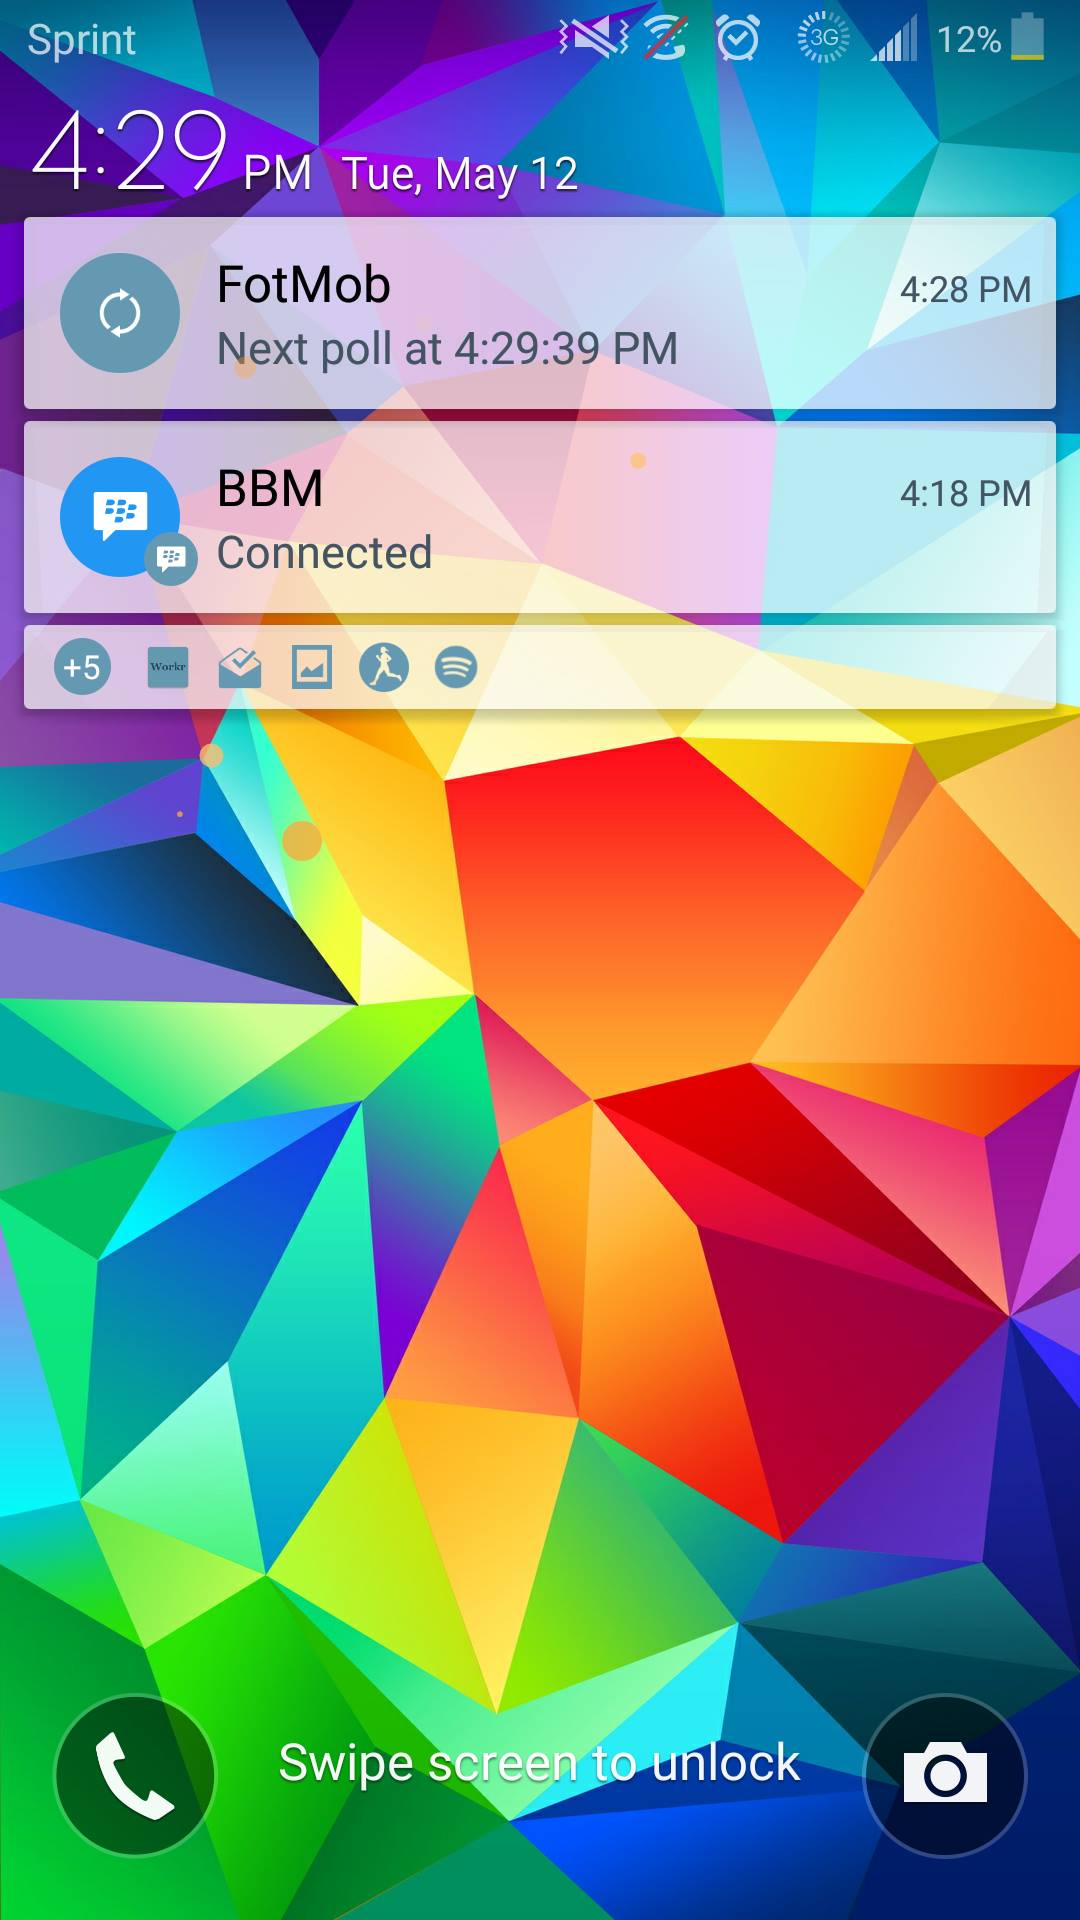 Sprint 3G 12%
4:29 PM Tue, May 12
FotMob 4:28 PM
Next poll at 4:29:39 PM
BBM 4:18 PM
Connected
+5 Workr
Swipe screen to unlock